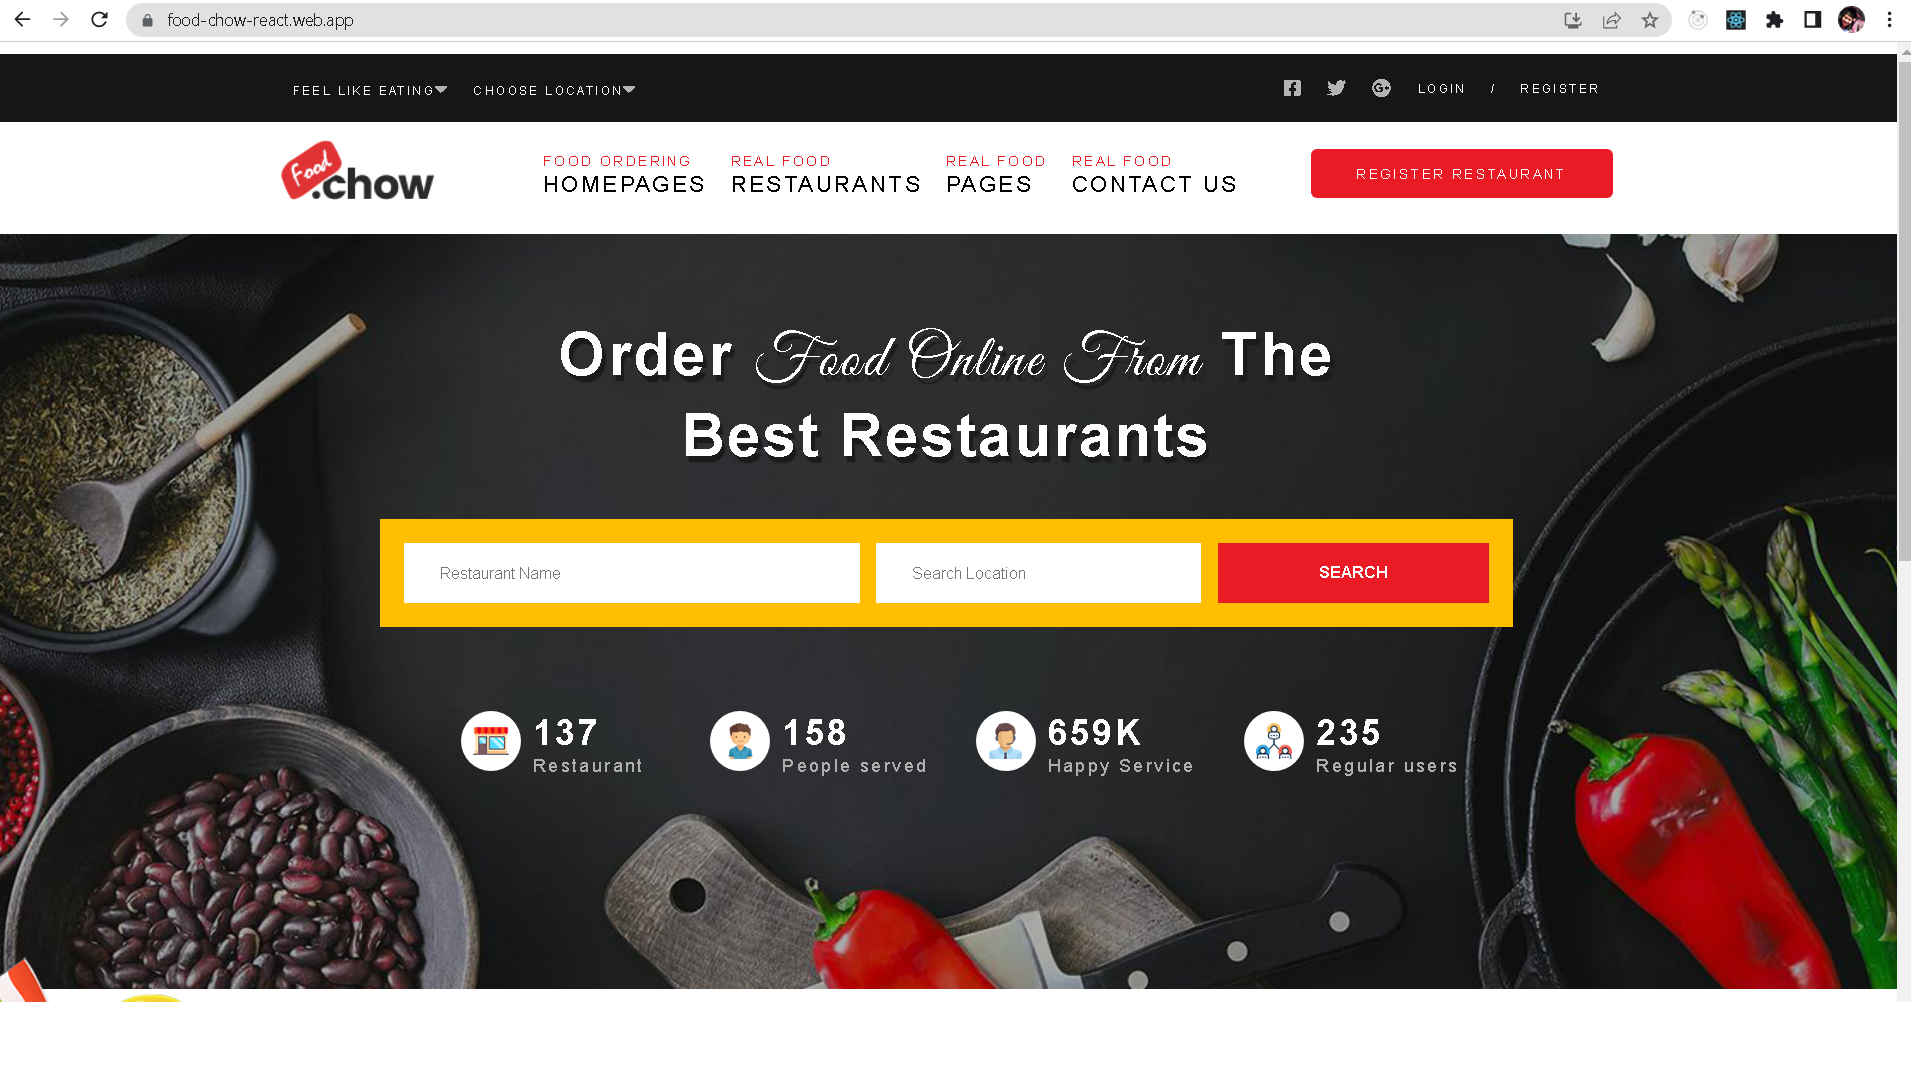 food-chow-react.web.app
FEEL LIKE EATING CHOOSE LOCATION LOGIN / REGISTER
Food
.chow
FOOD ORDERING REAL FOOD REAL FOOD REAL FOOD
HOMEPAGES RESTAURANTS PAGES CONTACT US
REGISTER RESTAURANT
Order Food Online From The
Best Restaurants
Restaurant Name Search Location SEARCH
137 158 659K 235
Restaurant People served Happy Service Regular users